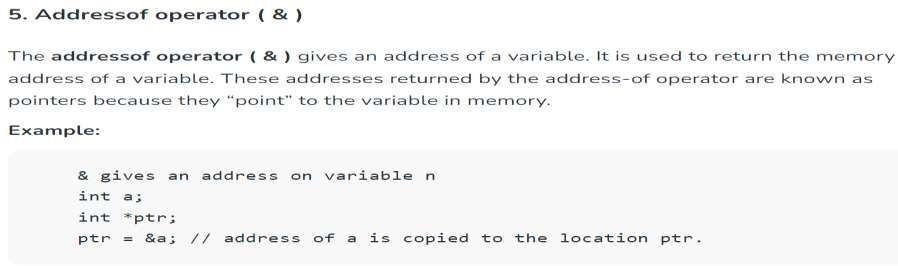 5. Addressof operator ( & )
The addressof operator ( & ) gives an address of a variable. It is used to return the memory
address of a variable. These addresses returned by the address-of operator are known as
pointers because they “point” to the variable in memory.
Example:
& gives an address on variable n
int a;
int *ptr;
ptr = &a; // address of a is copied to the location ptr.